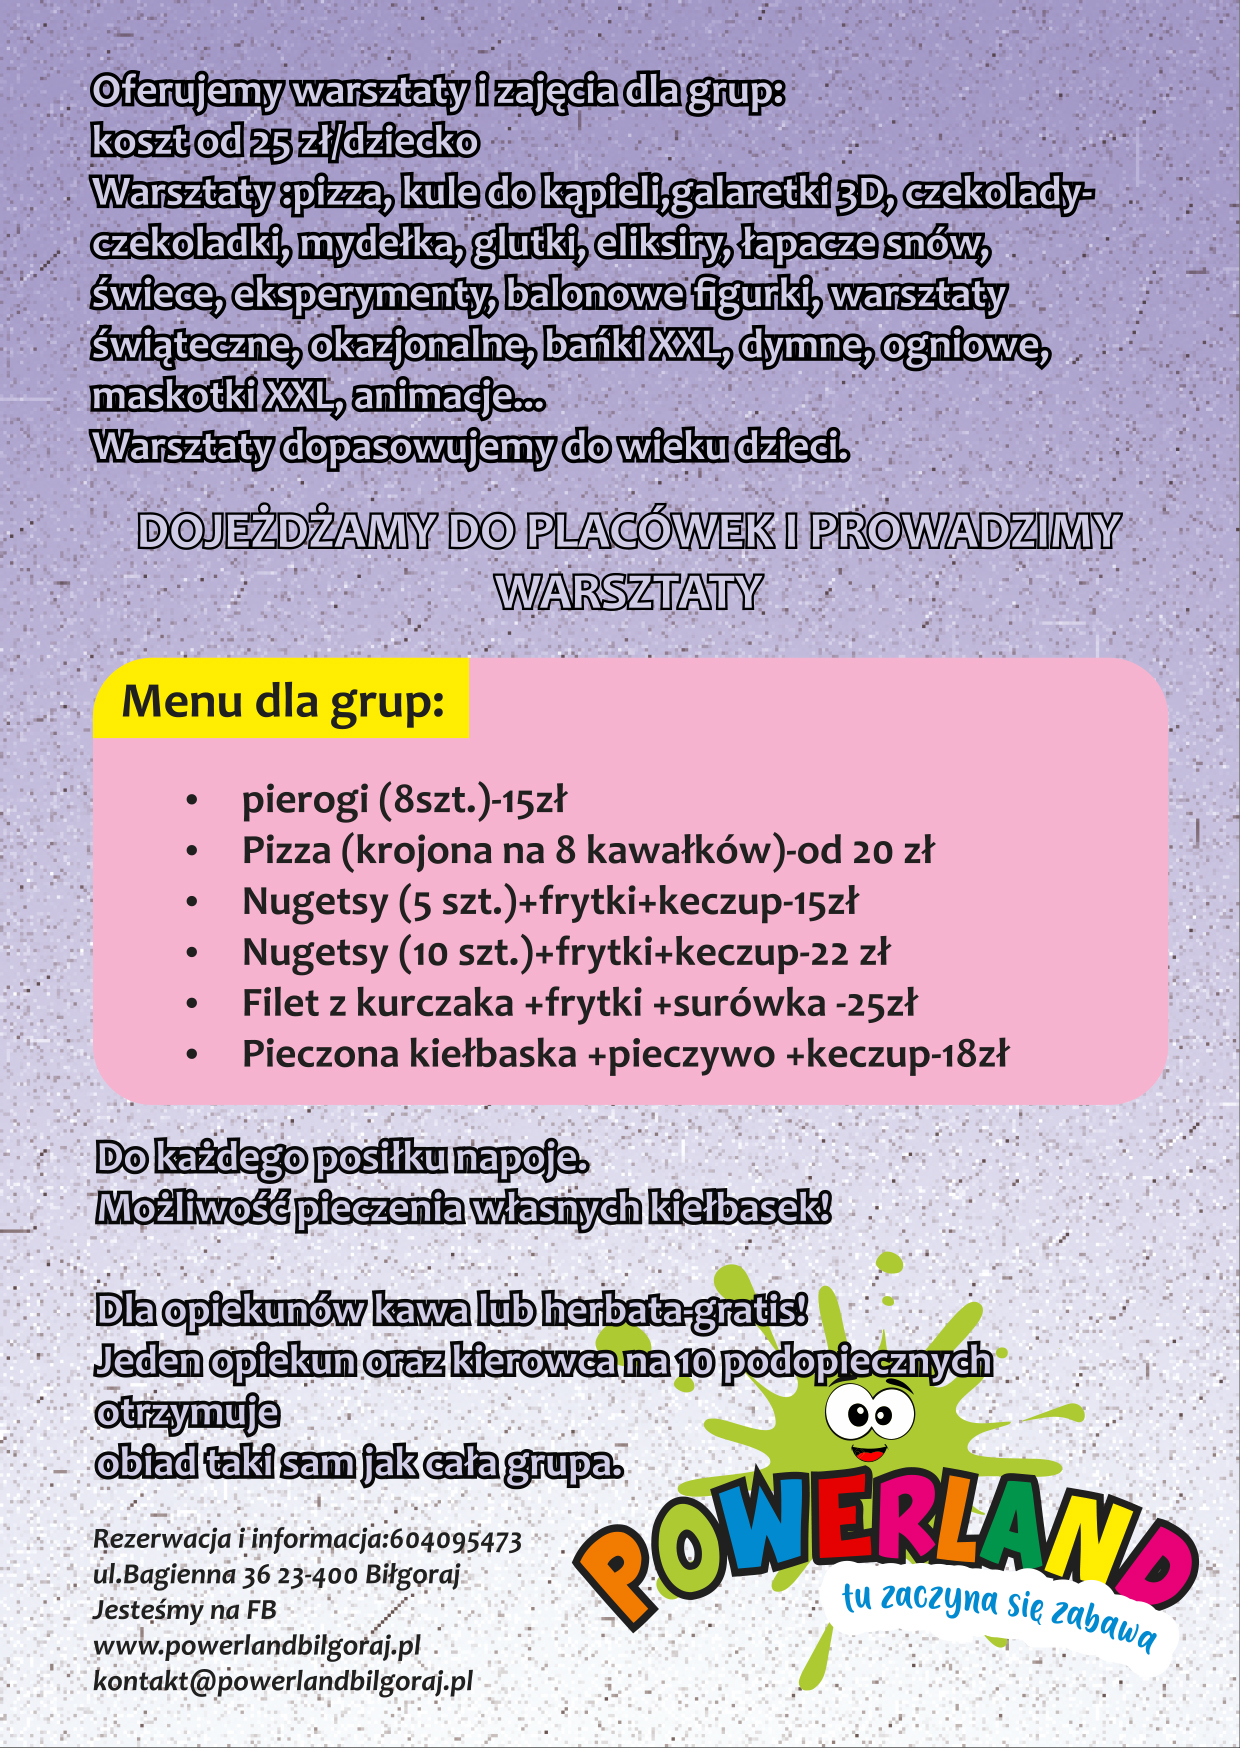 Oferujemy warsztaty i zajęcia dla grup:
koszt od 25 zł/dziecko
Warsztaty :pizza, kule do kąpieli,galaretki 3D, czekolady-
czekoladki, mydełka, glutki, eliksiry, łapacze snów,
świece, eksperymenty, balonowe figurki, warsztaty
świąteczne, okazjonalne, bańki XXL, dymne, ogniowe,
maskotki XXL, animacje...
Warsztaty dopasowujemy do wieku dzieci.
DOJEŻDŻAMY DO PLACÓWEK I PROWADZIMY
WARSZTATY
Menu dla grup:
• pierogi (8szt.)-15zł
• Pizza (krojona na 8 kawałków)-od 20 zł
• Nugetsy (5 szt.)+frytki+keczup-15zł
• Nugetsy (10 szt.)+frytki+keczup-22 zł
• Filet z kurczaka +frytki +surówka -25zł
• Pieczona kiełbaska +pieczywo +keczup-18zł
Do każdego posiłku napoje.
Możliwość pieczenia własnych kiełbasek!
Dla opiekunów kawa lub herbata-gratis!
Jeden opiekun oraz kierowca na 10 podopiecznych
otrzymuje
obiad taki sam jak cała grupa.
Rezerwacja i informacja:604095473
ul.Bagienna 36 23-400 Biłgoraj
Jesteśmy na FB
www.powerlandbilgoraj.pl
kontakt@powerlandbilgoraj.pl
POWERLAND
tu zaczyna się zabawa